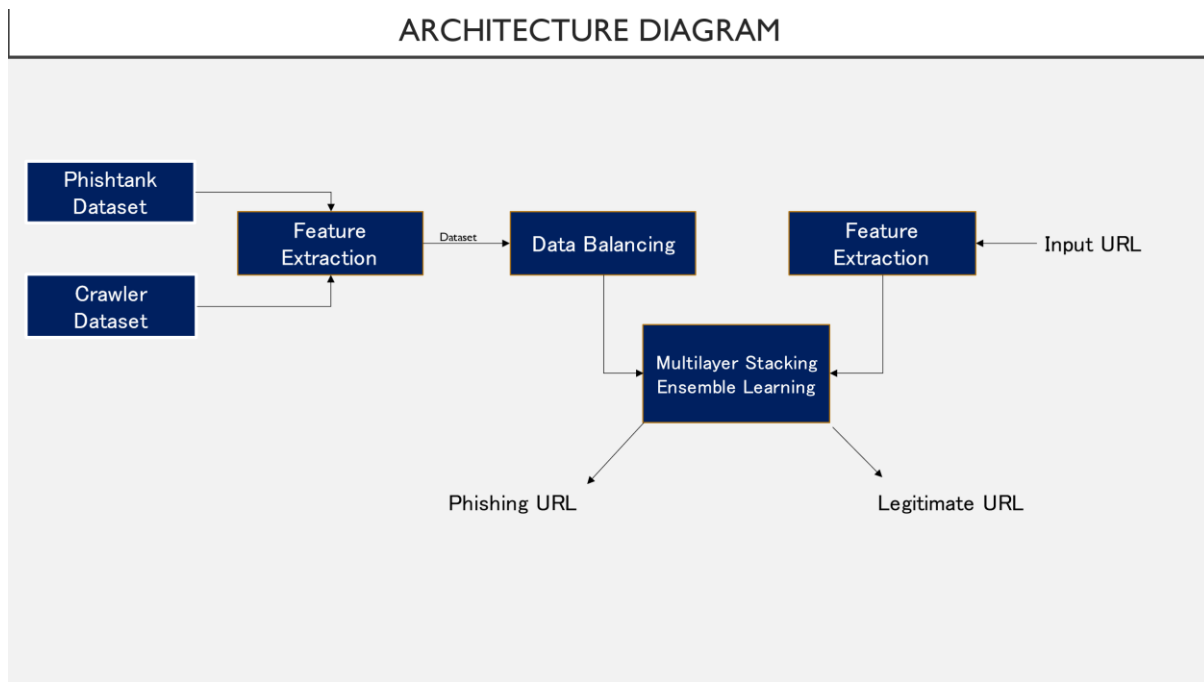 ARCHITECTURE DIAGRAM
Phishtank
Dataset
Crawler
Dataset
Feature
Extraction
Dataset
Data Balancing
Feature
Extraction
Input URL
Multilayer Stacking
Ensemble Learning
Phishing URL
Legitimate URL